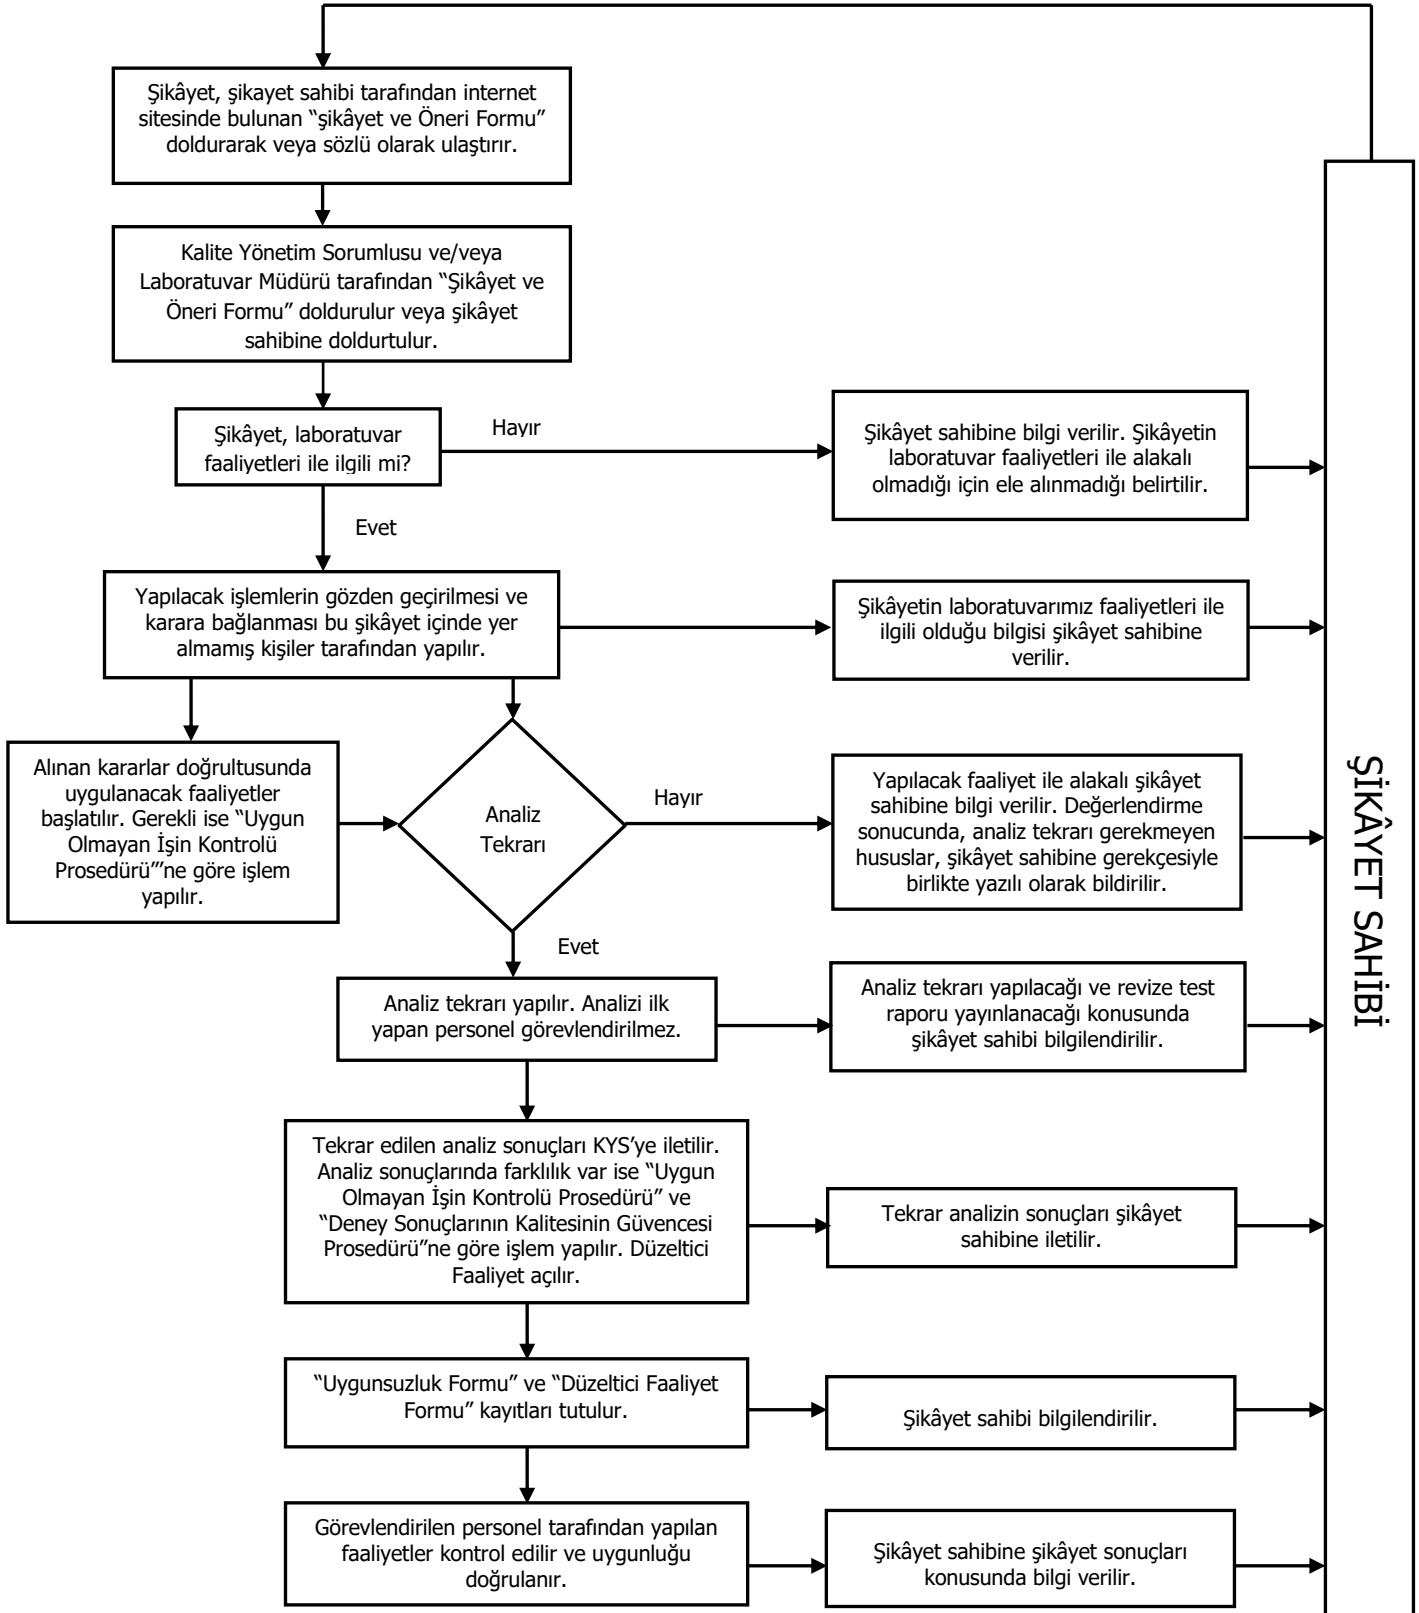 Şikâyet, şikayet sahibi tarafından internet
sitesinde bulunan “şikâyet ve Öneri Formu”
doldurarak veya sözlü olarak ulaştırır.
Kalite Yönetim Sorumlusu ve/veya
Laboratuvar Müdürü tarafından “Şikâyet ve
Öneri Formu” doldurulur veya şikâyet
sahibine doldurtulur.
Şikâyet, laboratuvar
faaliyetleri ile ilgili mi?
Hayır
Şikâyet sahibine bilgi verilir. Şikâyetin
laboratuvar faaliyetleri ile alakalı
olmadığı için ele alınmadığı belirtilir.
Evet
Yapılacak işlemlerin gözden geçirilmesi ve
karara bağlanması bu şikâyet içinde yer
almamış kişiler tarafından yapılır.
Şikâyetin laboratuvarımız faaliyetleri ile
ilgili olduğu bilgisi şikâyet sahibine
verilir.
Alınan kararlar doğrultusunda
uygulanacak faaliyetler
başlatılır. Gerekli ise “Uygun
Olmayan İşin Kontrolü
Prosedürü”’ne göre işlem
yapılır.
Analiz
Tekrarı
Hayır
Yapılacak faaliyet ile alakalı şikâyet
sahibine bilgi verilir. Değerlendirme
sonucunda, analiz tekrarı gerekmeyen
hususlar, şikâyet sahibine gerekçesiyle
birlikte yazılı olarak bildirilir.
ŞİKÂYET SAHİBİ
Evet
Analiz tekrarı yapılır. Analizi ilk
yapan personel görevlendirilmez.
Analiz tekrarı yapılacağı ve revize test
raporu yayınlanacağı konusunda
şikâyet sahibi bilgilendirilir.
Tekrar edilen analiz sonuçları KYS’ye iletilir.
Analiz sonuçlarında farklılık var ise “Uygun
Olmayan İşin Kontrolü Prosedürü” ve
“Deney Sonuçlarının Kalitesinin Güvencesi
Prosedürü”ne göre işlem yapılır. Düzeltici
Faaliyet açılır.
Tekrar analizin sonuçları şikâyet
sahibine iletilir.
“Uygunsuzluk Formu” ve “Düzeltici Faaliyet
Formu” kayıtları tutulur.
Şikâyet sahibi bilgilendirilir.
Görevlendirilen personel tarafından yapılan
faaliyetler kontrol edilir ve uygunluğu
doğrulanır.
Şikâyet sahibine şikâyet sonuçları
konusunda bilgi verilir.